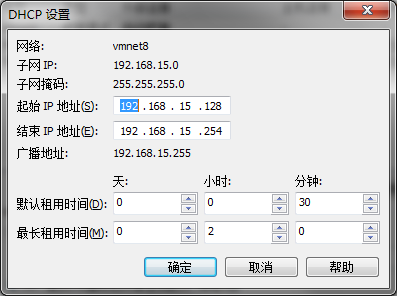 DHCP 设置
网络: vmnet8
子网 IP: 192.168.15.0
子网掩码: 255.255.255.0
起始 IP 地址(S): 192 . 168 . 15 . 128
结束 IP 地址(E): 192 . 168 . 15 . 254
广播地址: 192.168.15.255
天: 小时: 分钟:
默认租用时间(D): 0 0 30
最长租用时间(M): 0 2 0
确定 取消 帮助